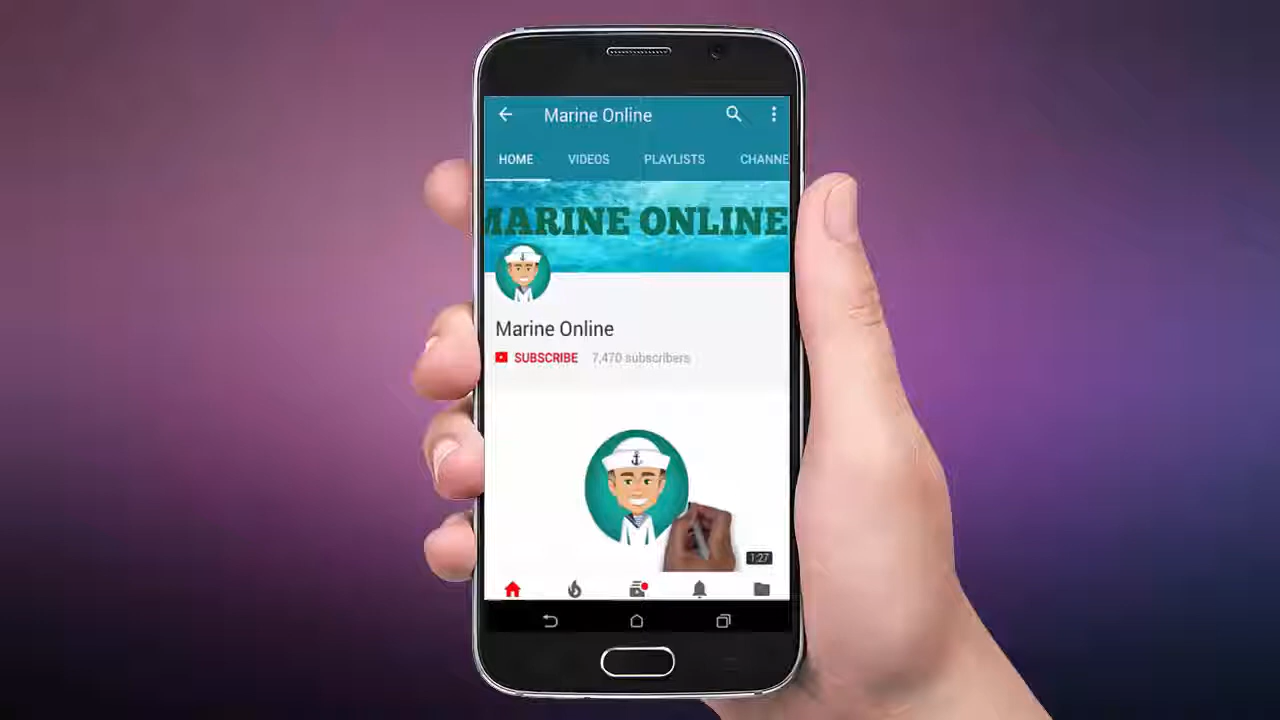 Marine Online
HOME VIDEOS PLAYLISTS CHANNE
MARINE ONLINE
Marine Online
SUBSCRIBE 7,470 subscribers
1:27